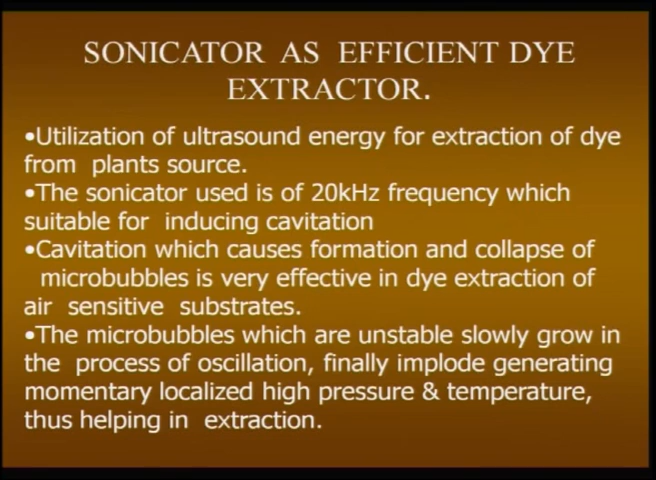 SONICATOR AS EFFICIENT DYE
EXTRACTOR.
•Utilization of ultrasound energy for extraction of dye
from plants source.
•The sonicator used is of 20kHz frequency which
suitable for inducing cavitation
•Cavitation which causes formation and collapse of
microbubbles is very effective in dye extraction of
air sensitive substrates.
•The microbubbles which are unstable slowly grow in
the process of oscillation, finally implode generating
momentary localized high pressure & temperature,
thus helping in extraction.